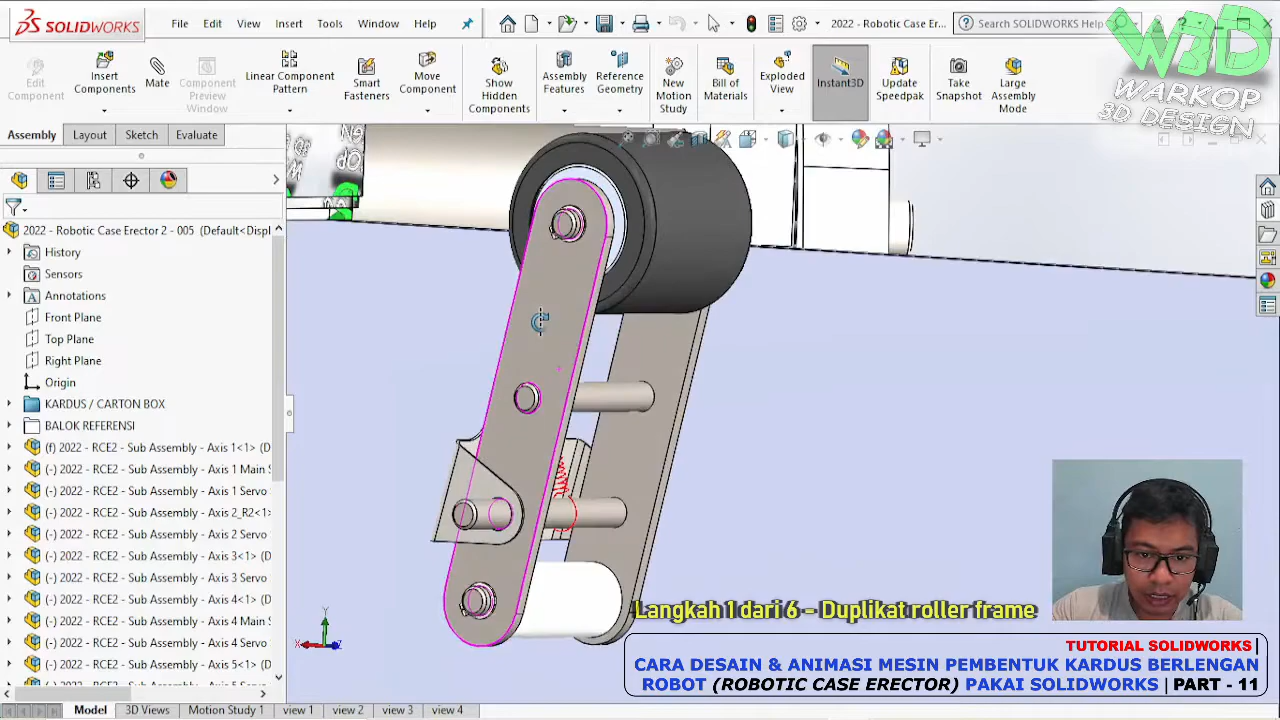 SOLIDWORKS
File Edit View Insert Tools Window Help
2022 - Robotic Case Er...
Search SOLIDWORKS Help
W3D
WARKOP
3D DESIGN
Edit Component
Insert Components
Mate
Component Preview Window
Linear Component Pattern
Smart Fasteners
Move Component
Show Hidden Components
Assembly Features
Reference Geometry
New Motion Study
Bill of Materials
Exploded View
Instant3D
Update Speedpak
Take Snapshot
Large Assembly Mode
Assembly Layout Sketch Evaluate
2022 - Robotic Case Erector 2 - 005 (Default<Displ
History
Sensors
Annotations
Front Plane
Top Plane
Right Plane
Origin
KARDUS / CARTON BOX
BALOK REFERENSI
(f) 2022 - RCE2 - Sub Assembly - Axis 1<1> (D
(-) 2022 - RCE2 - Sub Assembly - Axis 1 Main S
(-) 2022 - RCE2 - Sub Assembly - Axis 1 Servo
(-) 2022 - RCE2 - Sub Assembly - Axis 2_R2<1>
(-) 2022 - RCE2 - Sub Assembly - Axis 2 Servo
(-) 2022 - RCE2 - Sub Assembly - Axis 3<1> (D
(-) 2022 - RCE2 - Sub Assembly - Axis 3 Servo
(-) 2022 - RCE2 - Sub Assembly - Axis 4<1> (D
(-) 2022 - RCE2 - Sub Assembly - Axis 4 Main
(-) 2022 - RCE2 - Sub Assembly - Axis 4 Servo
(-) 2022 - RCE2 - Sub Assembly - Axis 5<1> (D
Langkah 1 dari 6 - Duplikat roller frame
TUTORIAL SOLIDWORKS |
CARA DESAIN & ANIMASI MESIN PEMBENTUK KARDUS BERLENGAN
ROBOT (ROBOTIC CASE ERECTOR) PAKAI SOLIDWORKS | PART - 11
Model 3D Views Motion Study 1 view 1 view 2 view 3 view 4